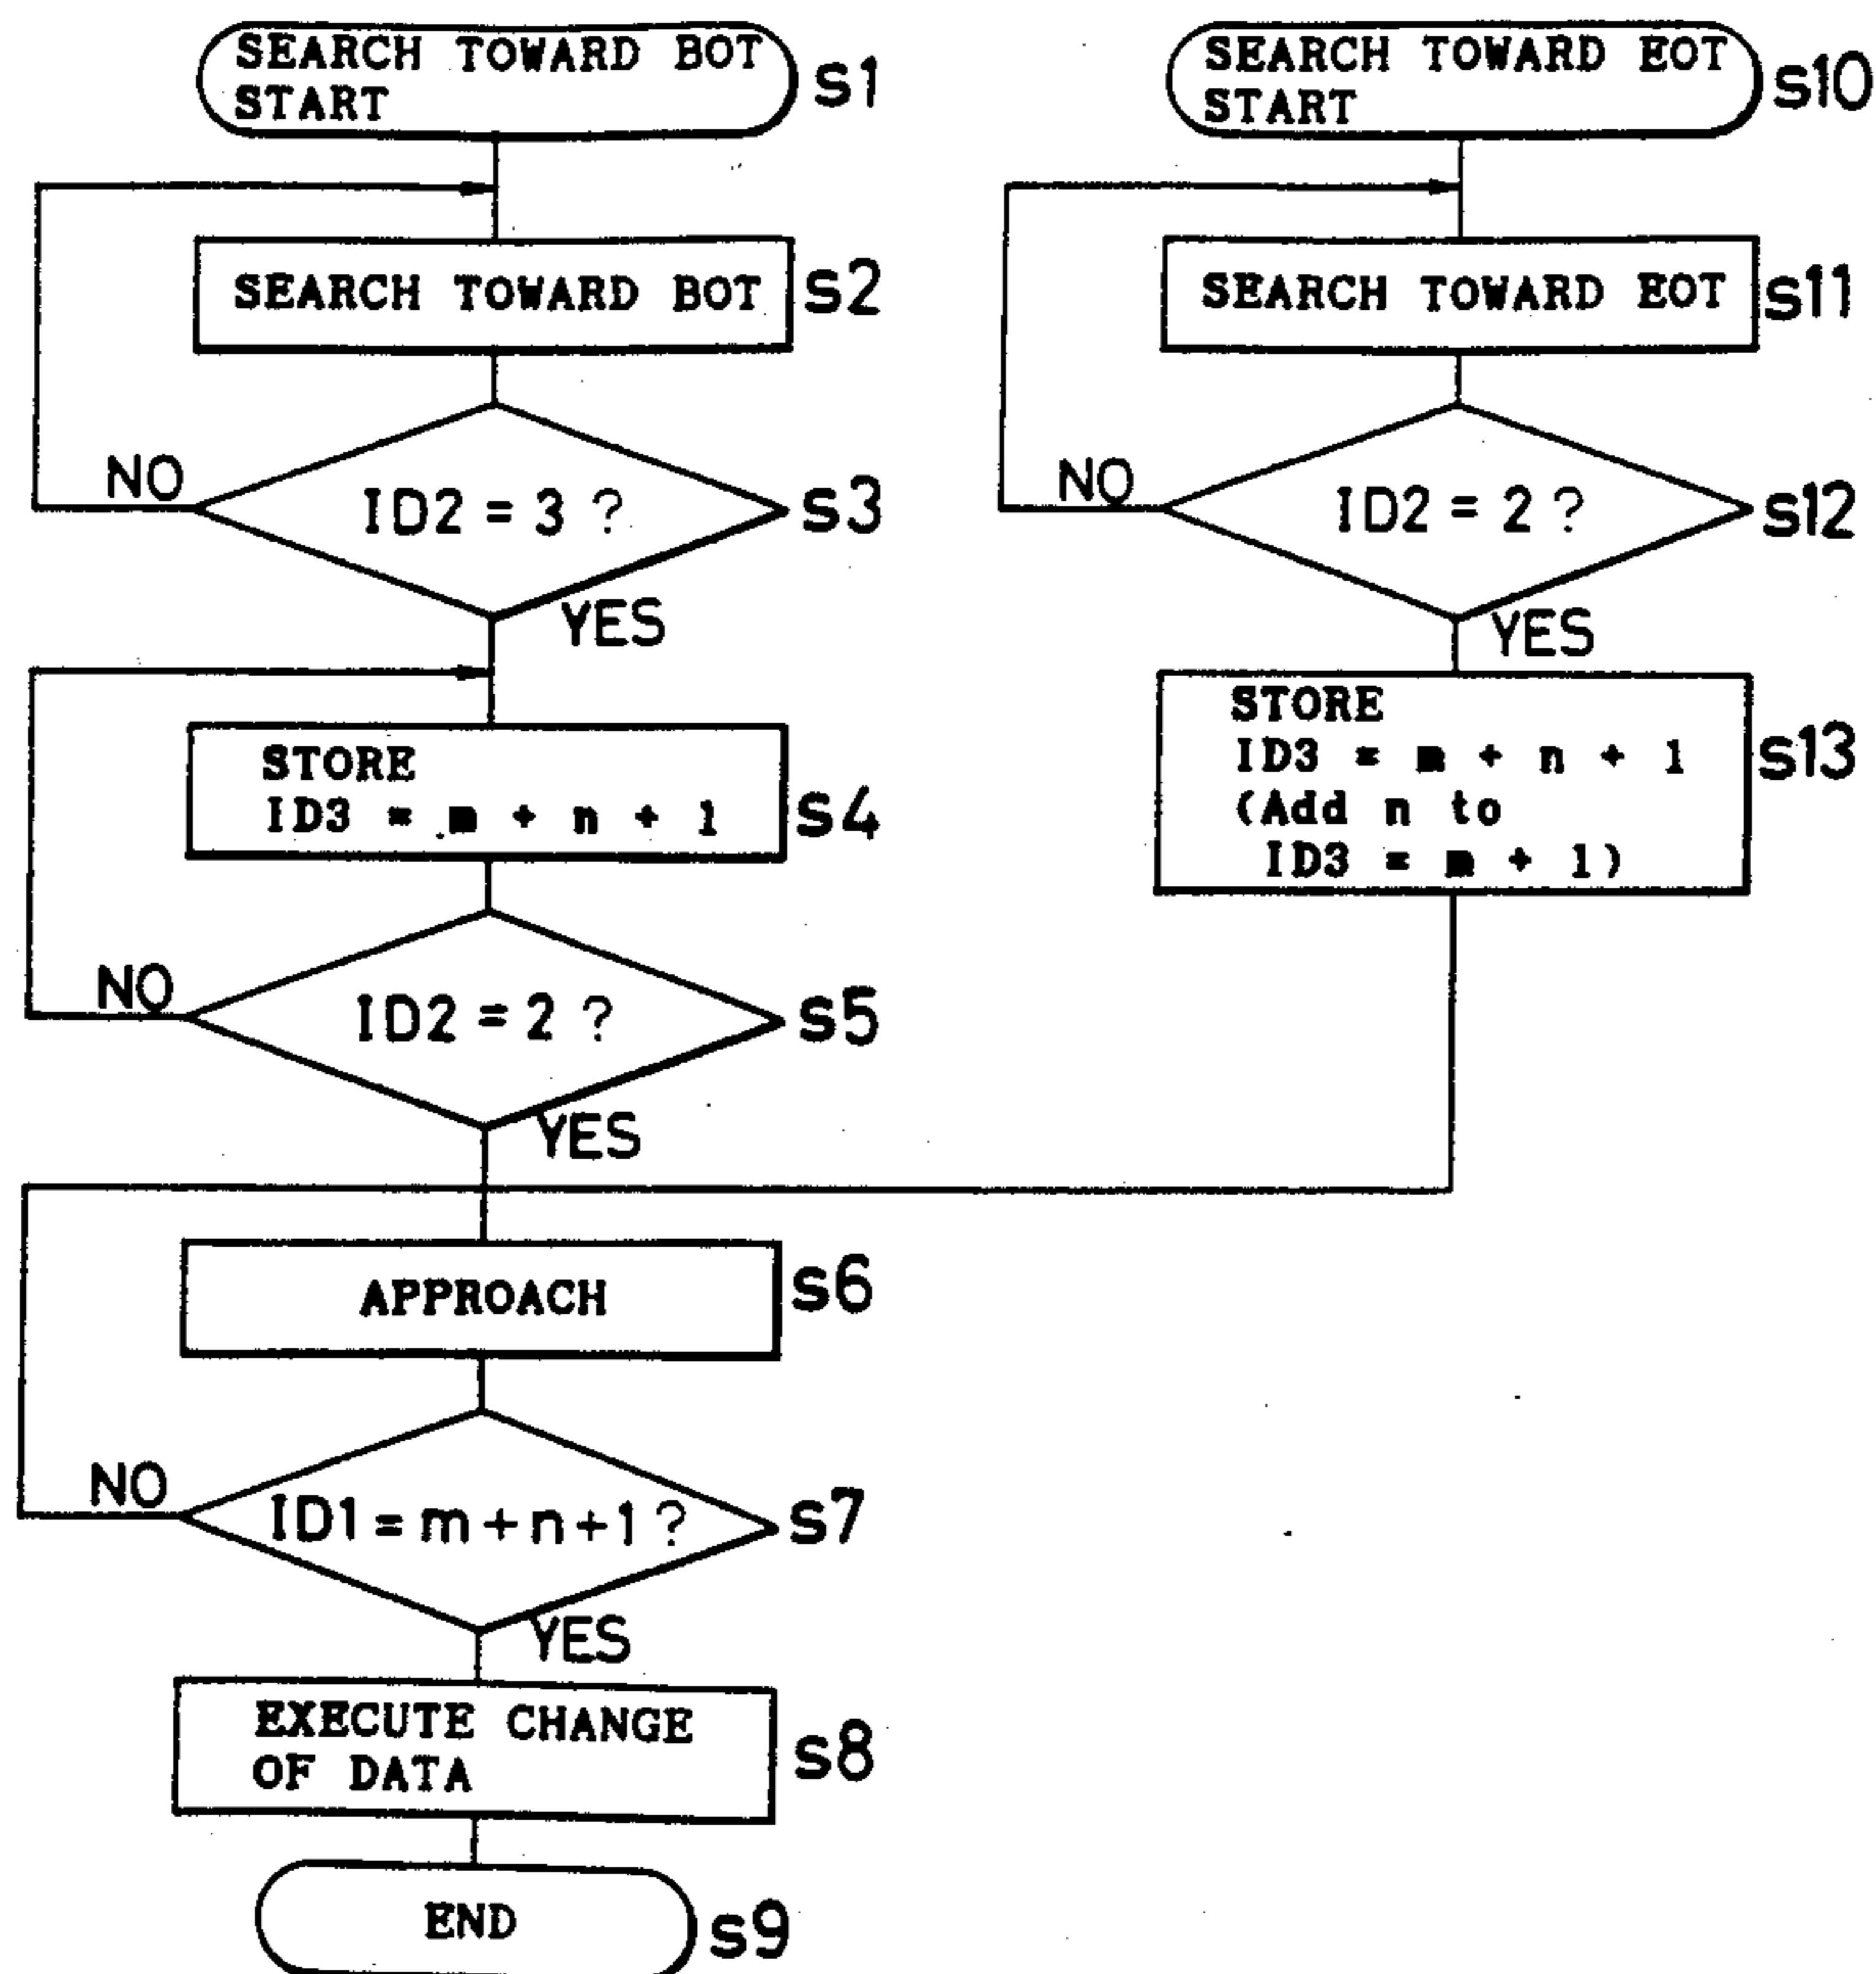 SEARCH TOWARD BOT
START
s1
SEARCH TOWARD BOT
s2
NO
ID2 = 3 ?
s3
YES
STORE
ID3 = m + n + 1
s4
NO
ID2 = 2 ?
s5
YES
APPROACH
s6
NO
ID1 = m + n + 1 ?
s7
YES
EXECUTE CHANGE
OF DATA
s8
END
s9
SEARCH TOWARD EOT
START
s10
SEARCH TOWARD EOT
s11
NO
ID2 = 2 ?
s12
YES
STORE
ID3 = m + n + 1
(Add n to
ID3 = m + 1)
s13